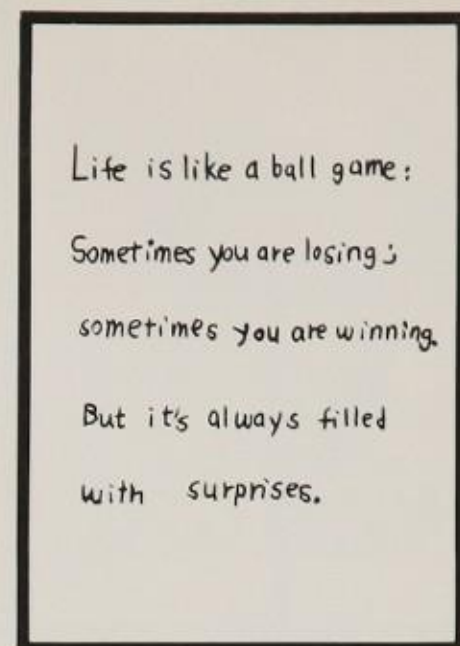 Life is like a ball game:
Sometimes you are losing;
sometimes you are winning.
But it's always filled
with surprises.